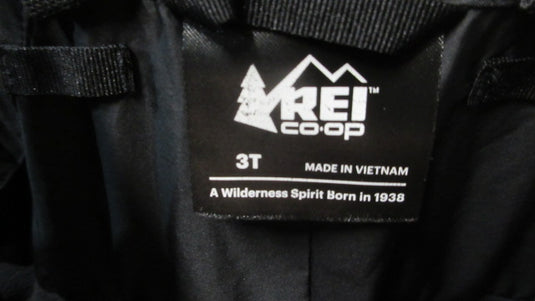 REI™
co·op
3T MADE IN VIETNAM
A Wilderness Spirit Born in 1938